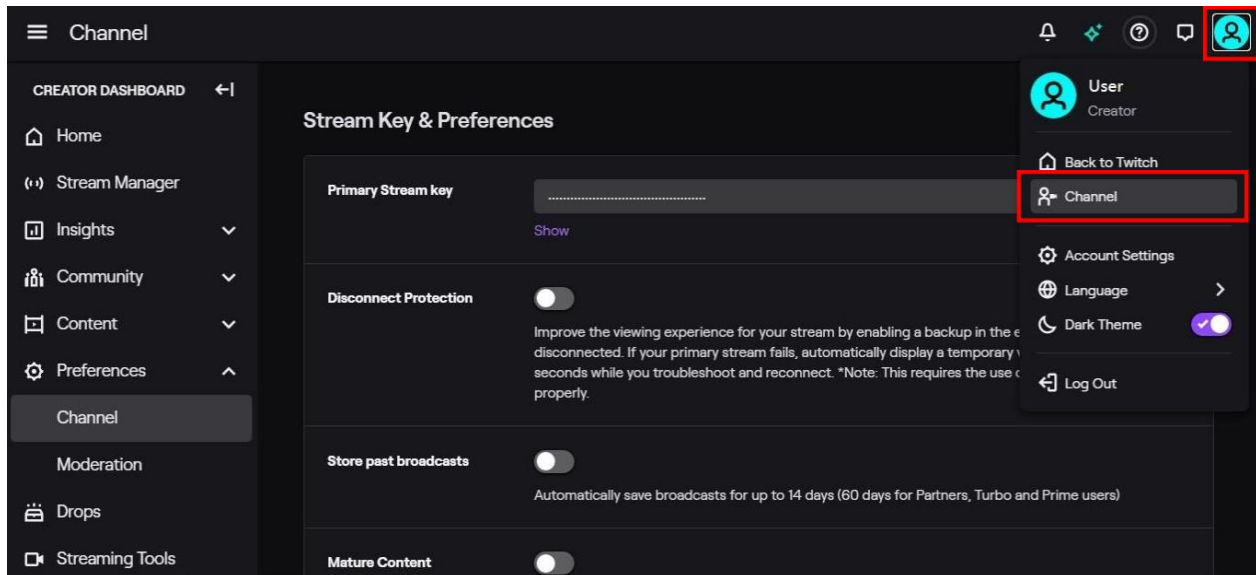 Channel
CREATOR DASHBOARD
Home
Stream Manager
Insights
Community
Content
Preferences
Channel
Moderation
Drops
Streaming Tools
Stream Key & Preferences
Primary Stream key
Show
Disconnect Protection
Improve the viewing experience for your stream by enabling a backup in the e
disconnected. If your primary stream fails, automatically display a temporary
seconds while you troubleshoot and reconnect. *Note: This requires the use
properly.
Store past broadcasts
Automatically save broadcasts for up to 14 days (60 days for Partners, Turbo and Prime users)
Mature Content
User
Creator
Back to Twitch
Channel
Account Settings
Language
Dark Theme
Log Out